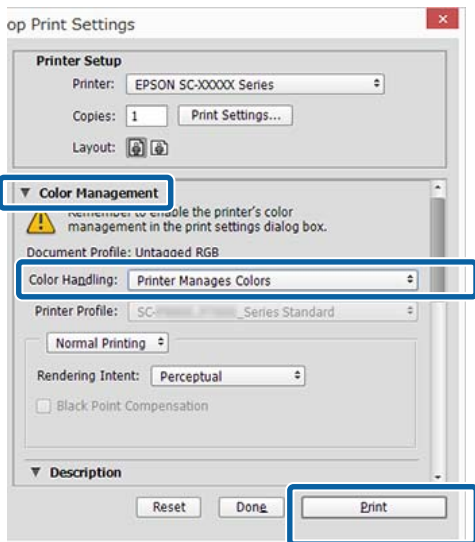 op Print Settings
Printer Setup
Printer: EPSON SC-XXXXX Series
Copies: 1 Print Settings...
Layout:
Color Management
Remember to enable the printer's color
management in the print settings dialog box.
Document Profile: Untagged RGB
Color Handling: Printer Manages Colors
Printer Profile: SC- _Series Standard
Normal Printing
Rendering Intent: Perceptual
Black Point Compensation
Description
Reset Done Print